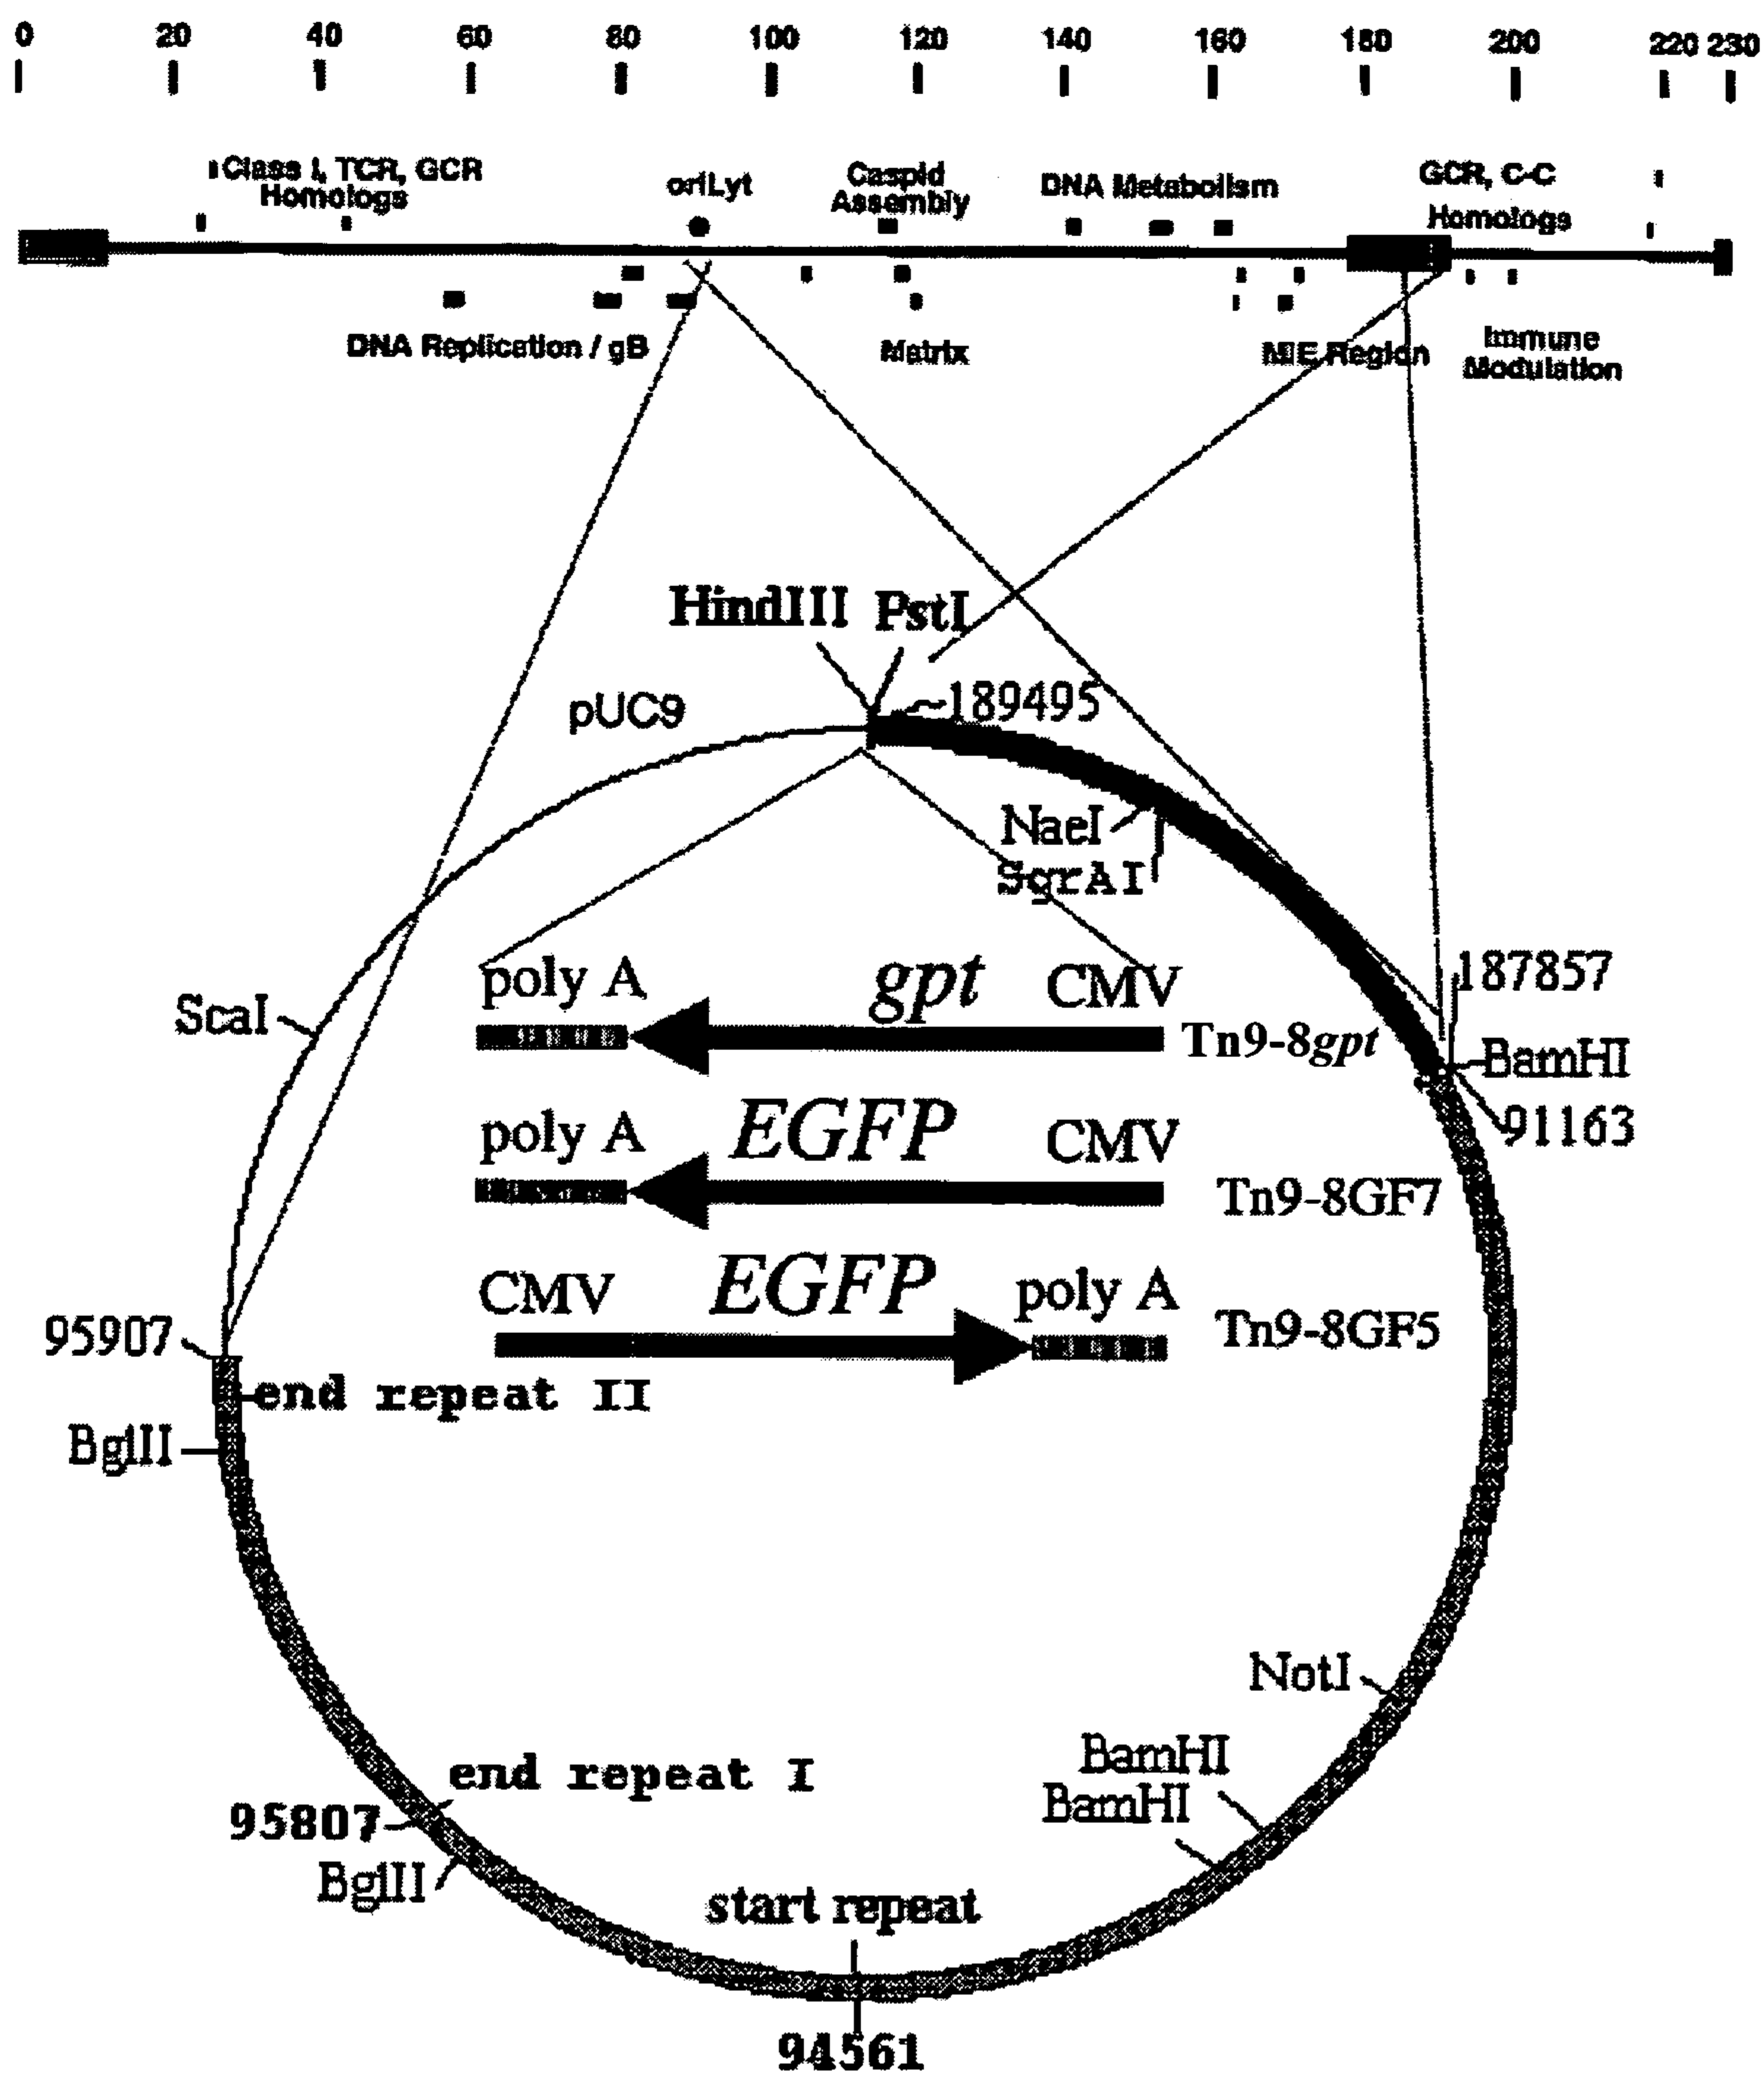 0 20 40 60 80 100 120 140 160 180 200 220 230
Class I, TCR, GCR
Homologs
oriLyt
Caspid
Assembly
DNA Metabolism
GCR, C-C
Homologs
DNA Replication / gB
Matrix
MIE Region
Immune
Modulation
HindIII PstI
pUC9
~189495
NaeI
SgrAI
ScaI
187857
BamHI
91163
poly A gpt CMV
Tn9-8gpt
poly A EGFP CMV
Tn9-8GF7
CMV EGFP poly A
Tn9-8GF5
95907
end repeat II
BglII
NotI
BamHI
BamHI
end repeat I
95807
BglII
start repeat
94561